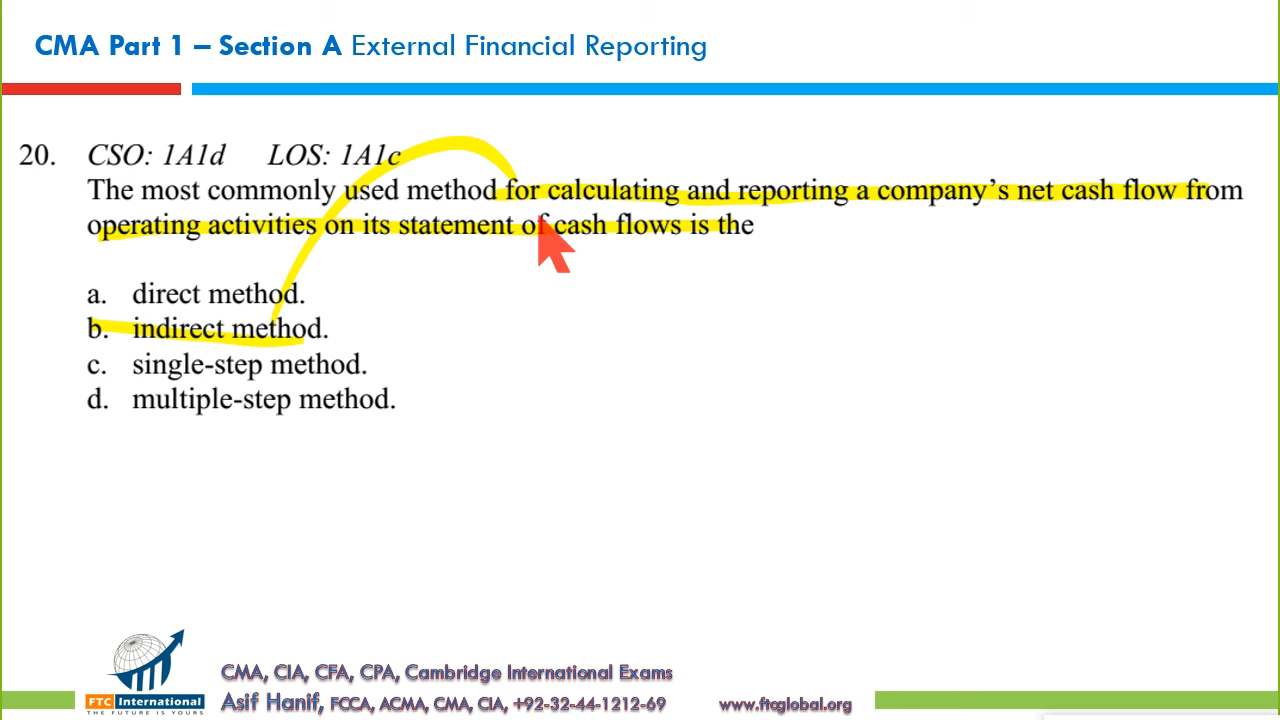 CMA Part 1 – Section A External Financial Reporting
20. CSO: 1A1d LOS: 1A1c
The most commonly used method for calculating and reporting a company’s net cash flow from
operating activities on its statement of cash flows is the
a. direct method.
b. indirect method.
c. single-step method.
d. multiple-step method.
FTC International
THE FUTURE IS YOURS
CMA, CIA, CFA, CPA, Cambridge International Exams
Asif Hanif, FCCA, ACMA, CMA, CIA, +92-32-44-1212-69 www.ftcglobal.org